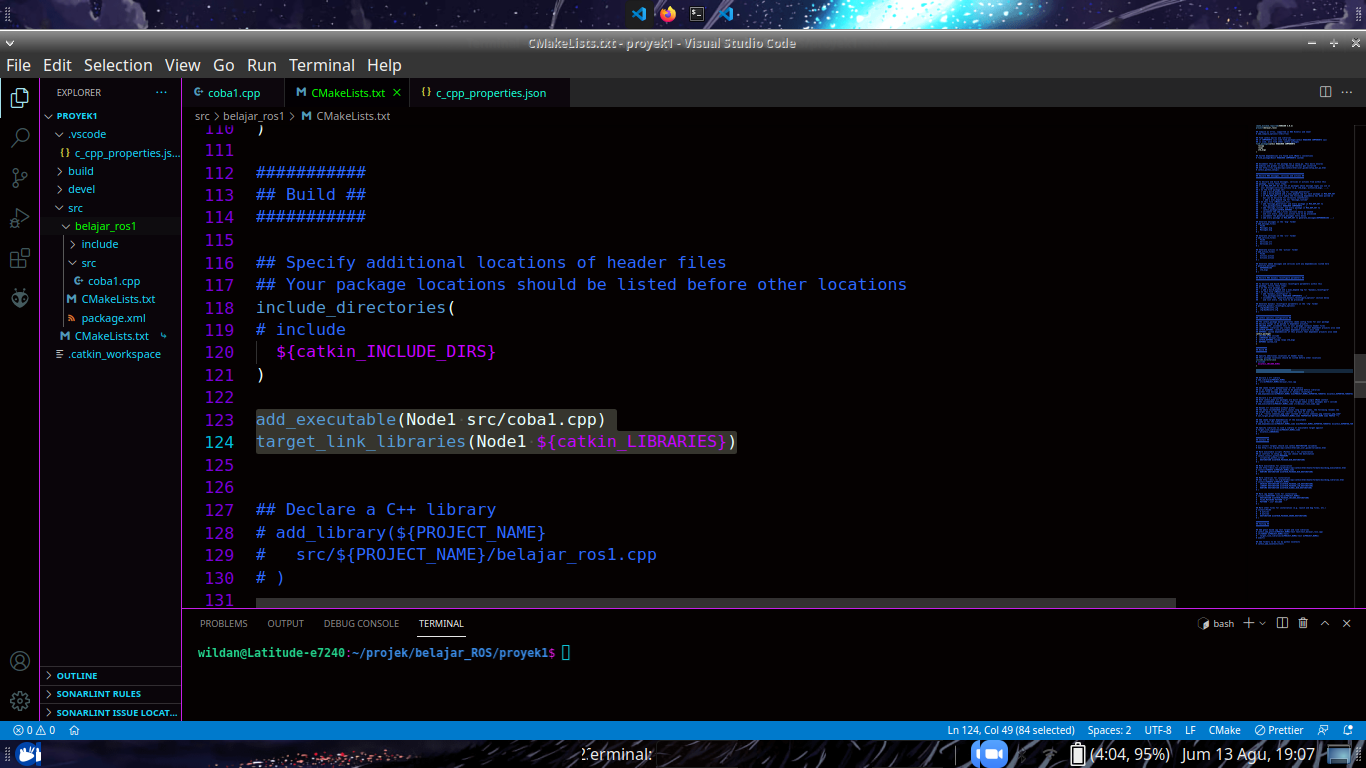 CMakeLists.txt - proyek1 - Visual Studio Code
File Edit Selection View Go Run Terminal Help
EXPLORER
PROYEK1
.vscode
c_cpp_properties.js...
build
devel
src
belajar_ros1
include
src
coba1.cpp
CMakeLists.txt
package.xml
CMakeLists.txt
.catkin_workspace
OUTLINE
SONARLINT RULES
SONARLINT ISSUE LOCAT...
coba1.cpp CMakeLists.txt c_cpp_properties.json
src belajar_ros1 CMakeLists.txt
110 )
111
112 ###########
113 ## Build ##
114 ###########
115
116 ## Specify additional locations of header files
117 ## Your package locations should be listed before other locations
118 include_directories(
119 # include
120   ${catkin_INCLUDE_DIRS}
121 )
122
123 add_executable(Node1 src/coba1.cpp)
124 target_link_libraries(Node1 ${catkin_LIBRARIES})
125
126
127 ## Declare a C++ library
128 # add_library(${PROJECT_NAME}
129 #   src/${PROJECT_NAME}/belajar_ros1.cpp
130 # )
131
PROBLEMS OUTPUT DEBUG CONSOLE TERMINAL bash
wildan@Latitude-e7240:~/projek/belajar_ROS/proyek1$
0 0 Ln 124, Col 49 (84 selected) Spaces: 2 UTF-8 LF CMake Prettier
erminal: (4:04, 95%) Jum 13 Agu, 19:07